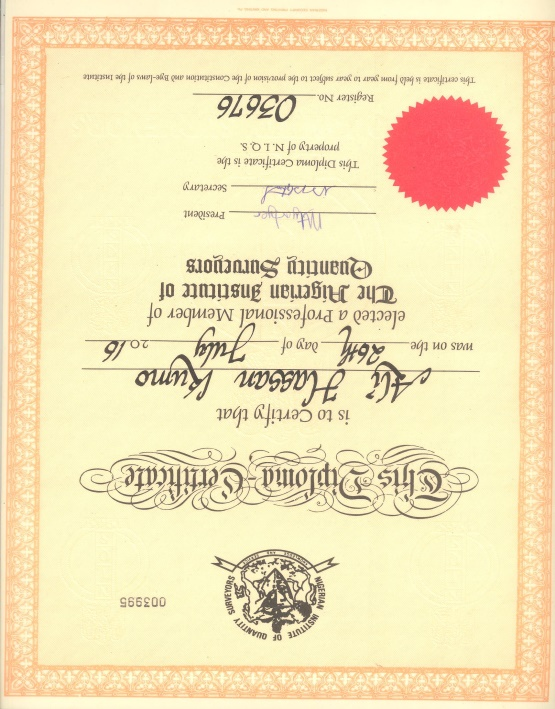 NIGERIAN INSTITUTE OF QUANTITY SURVEYORS
003995
This Diploma-Certificate
is to Certify that
Ali Hassan Kumo
was on the 26th day of July 2016
elected a Professional Member of
The Nigerian Institute of
Quantity Surveyors
President
Secretary
This Diploma Certificate is the
property of N. I. Q. S.
Register No. 03676
This certificate is held from year to year subject to the provision of the Constitution and Bye-laws of the Institute